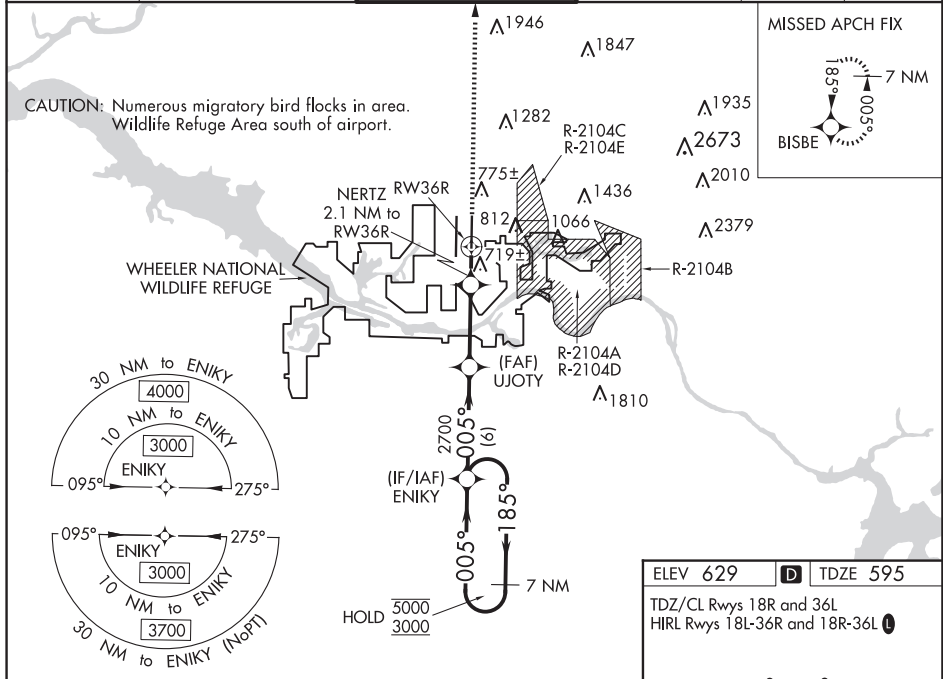 1946
1847
MISSED APCH FIX
185°
7 NM
005°
BISBE
CAUTION: Numerous migratory bird flocks in area.
Wildlife Refuge Area south of airport.
1282
R-2104C
R-2104E
1935
2673
2010
NERTZ
2.1 NM to
RW36R
RW36R
775±
1436
812
1066
2379
719±
WHEELER NATIONAL
WILDLIFE REFUGE
R-2104B
R-2104A
R-2104D
(FAF)
UJOTY
1810
30 NM to ENIKY
4000
10 NM to ENIKY
3000
ENIKY
095°
275°
2700
005°
(6)
(IF/IAF)
ENIKY
185°
005°
7 NM
HOLD 5000
3000
095°
275°
ENIKY
3000
10 NM to ENIKY
3700
30 NM to ENIKY (NoPT)
ELEV 629 D TDZE 595
TDZ/CL Rwys 18R and 36L
HIRL Rwys 18L-36R and 18R-36L L